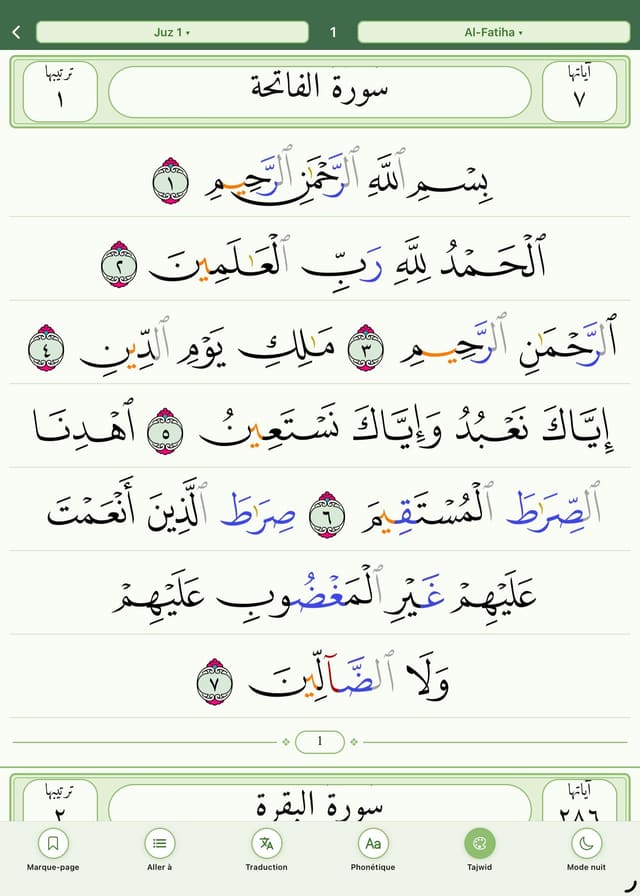 Juz 1 ▾ 1 Al-Fatiha ▾
ترتيبها ١ سورة الفاتحة آياتها ٧
بِسْمِ ٱللَّهِ ٱلرَّحْمَٰنِ ٱلرَّحِيمِ ١
ٱلْحَمْدُ لِلَّهِ رَبِّ ٱلْعَٰلَمِينَ ٢
ٱلرَّحْمَٰنِ ٱلرَّحِيمِ ٣ مَٰلِكِ يَوْمِ ٱلدِّينِ ٤
إِيَّاكَ نَعْبُدُ وَإِيَّاكَ نَسْتَعِينُ ٥ ٱهْدِنَا
ٱلصِّرَٰطَ ٱلْمُسْتَقِيمَ ٦ صِرَٰطَ ٱلَّذِينَ أَنْعَمْتَ
عَلَيْهِمْ غَيْرِ ٱلْمَغْضُوبِ عَلَيْهِمْ
وَلَا ٱلضَّآلِّينَ ٧
1
ترتيبها ٢ سورة البقرة آياتها ٢٨٦
Marque-page Aller à Traduction Phonétique Tajwid Mode nuit